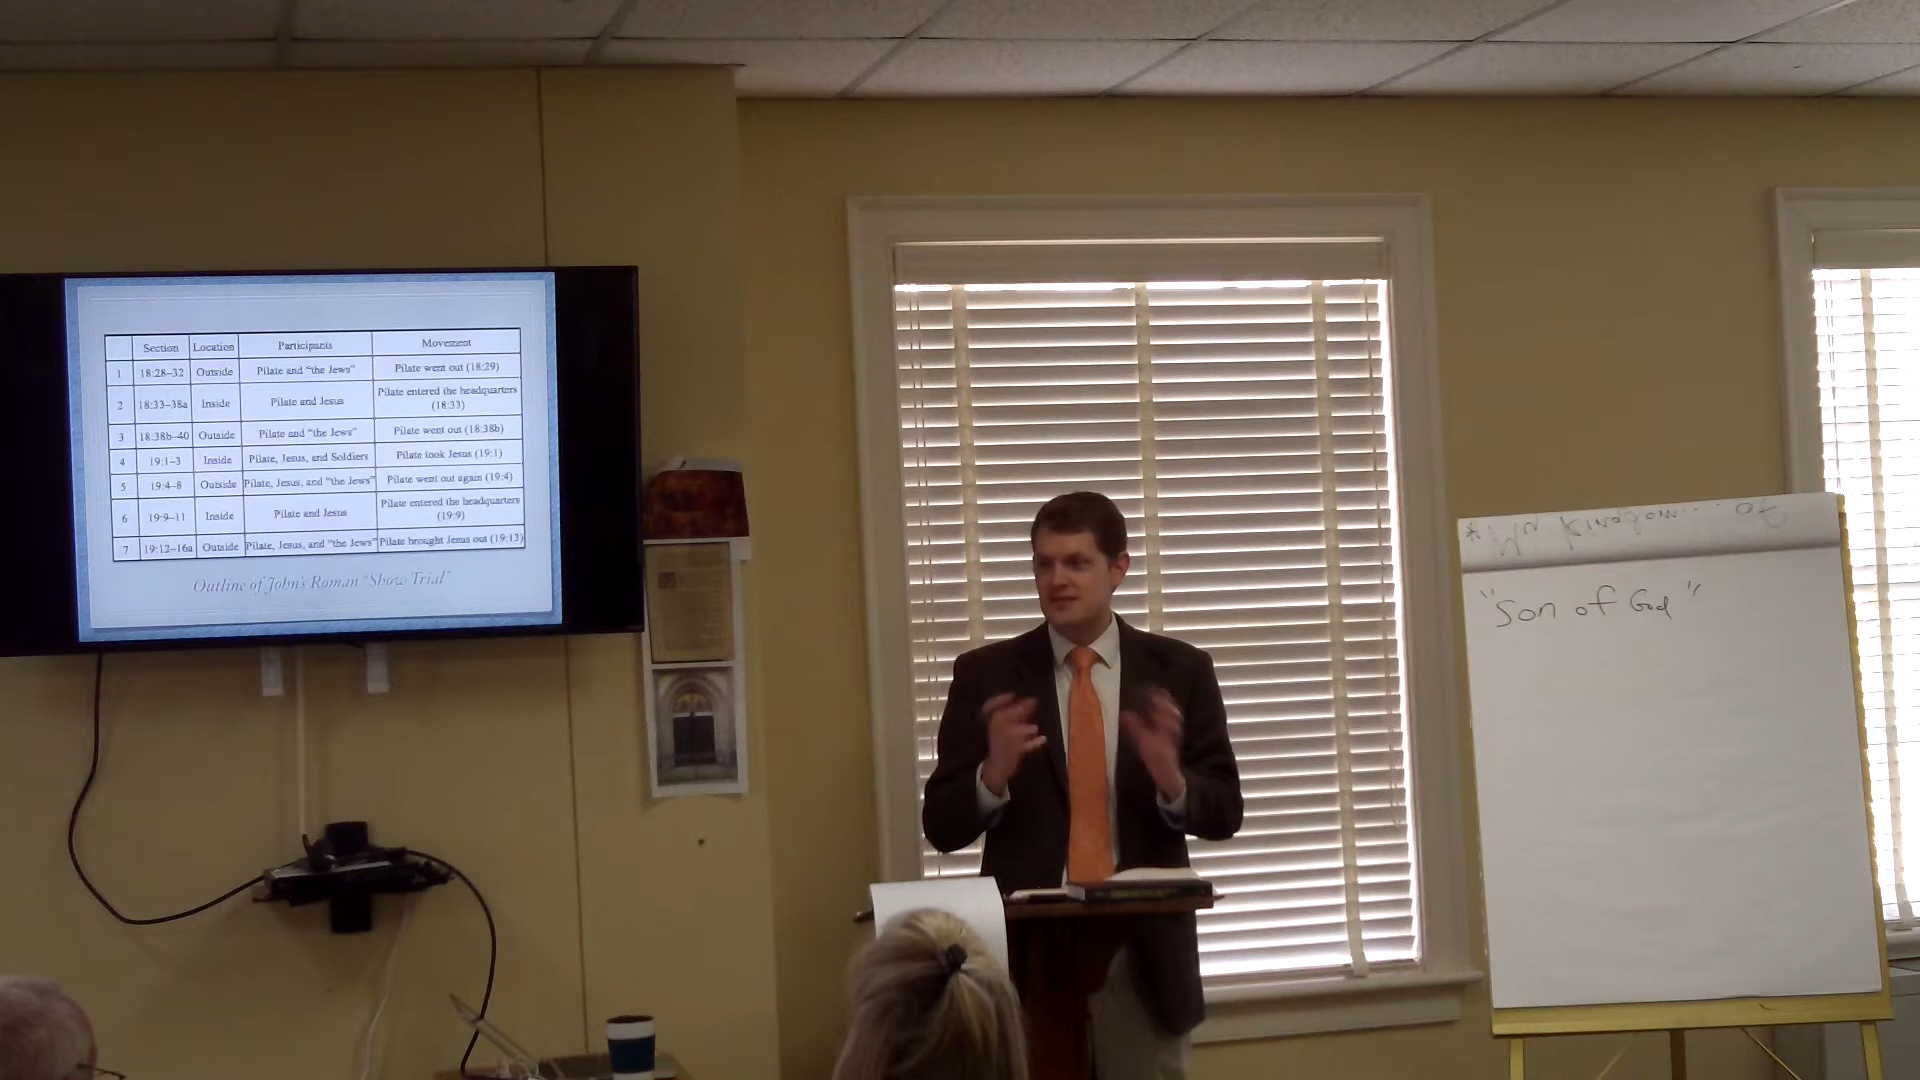 Section Location Participants Movement
1 18:28–32 Outside Pilate and "the Jews" Pilate went out (18:29)
2 18:33–38a Inside Pilate and Jesus Pilate entered the headquarters (18:33)
3 18:38b–40 Outside Pilate and "the Jews" Pilate went out (18:38b)
4 19:1–3 Inside Pilate, Jesus, and Soldiers Pilate took Jesus (19:1)
5 19:4–8 Outside Pilate, Jesus, and "the Jews" Pilate went out again (19:4)
6 19:9–11 Inside Pilate and Jesus Pilate entered the headquarters (19:9)
7 19:12–16a Outside Pilate, Jesus, and "the Jews" Pilate brought Jesus out (19:13)
Outline of John's Roman "Show Trial"
* My Kingdom... of
"Son of God"